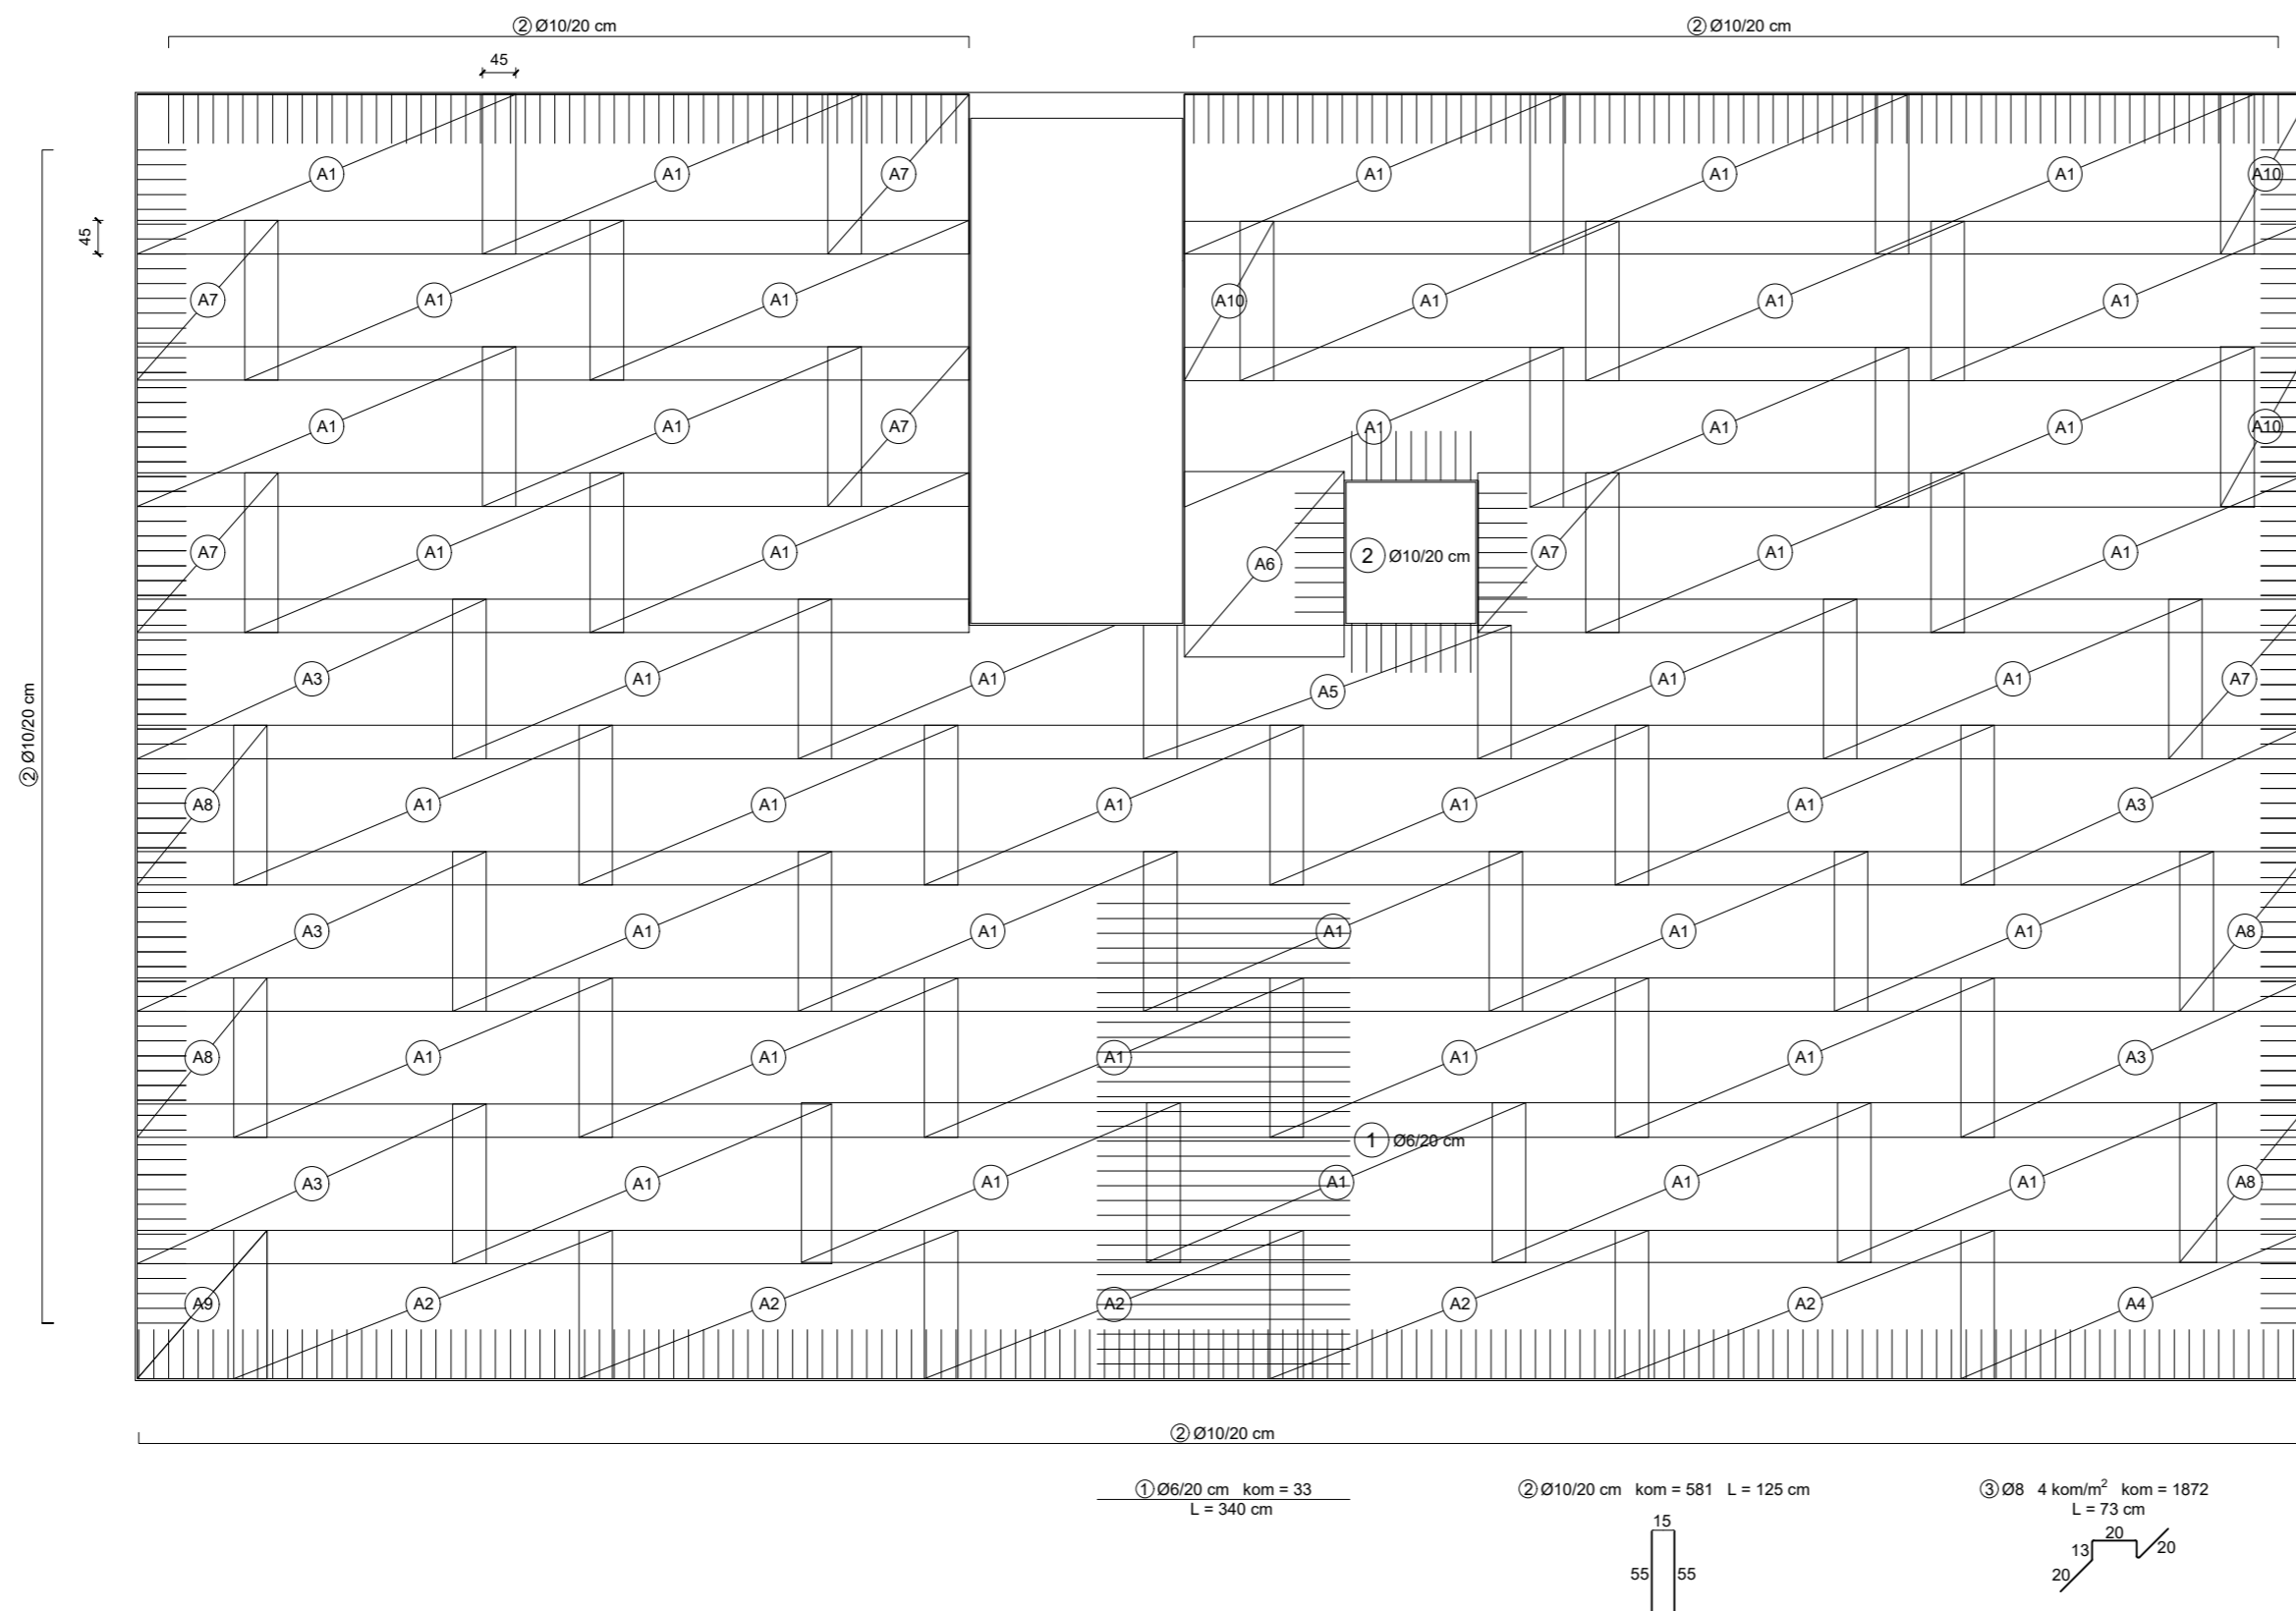 ② Ø10/20 cm ② Ø10/20 cm
45
A1 A1 A7 A1 A1 A1 A10
45
A7 A1 A1 A10 A1 A1 A1
A1 A1 A7 A1 A1 A1 A10
A7 A1 A1 A6 ② Ø10/20 cm A7 A1 A1
A3 A1 A1 A5 A1 A1 A7
② Ø10/20 cm
A8 A1 A1 A1 A1 A1 A3
A3 A1 A1 A1 A1 A1 A8
A8 A1 A1 A1 A1 A1 A3
① Ø6/20 cm
A3 A1 A1 A1 A1 A1 A8
A9 A2 A2 A2 A2 A2 A4
② Ø10/20 cm
① Ø6/20 cm kom = 33
L = 340 cm
② Ø10/20 cm kom = 581 L = 125 cm
15
55 55
③ Ø8 4 kom/m² kom = 1872
L = 73 cm
20
13 20
20